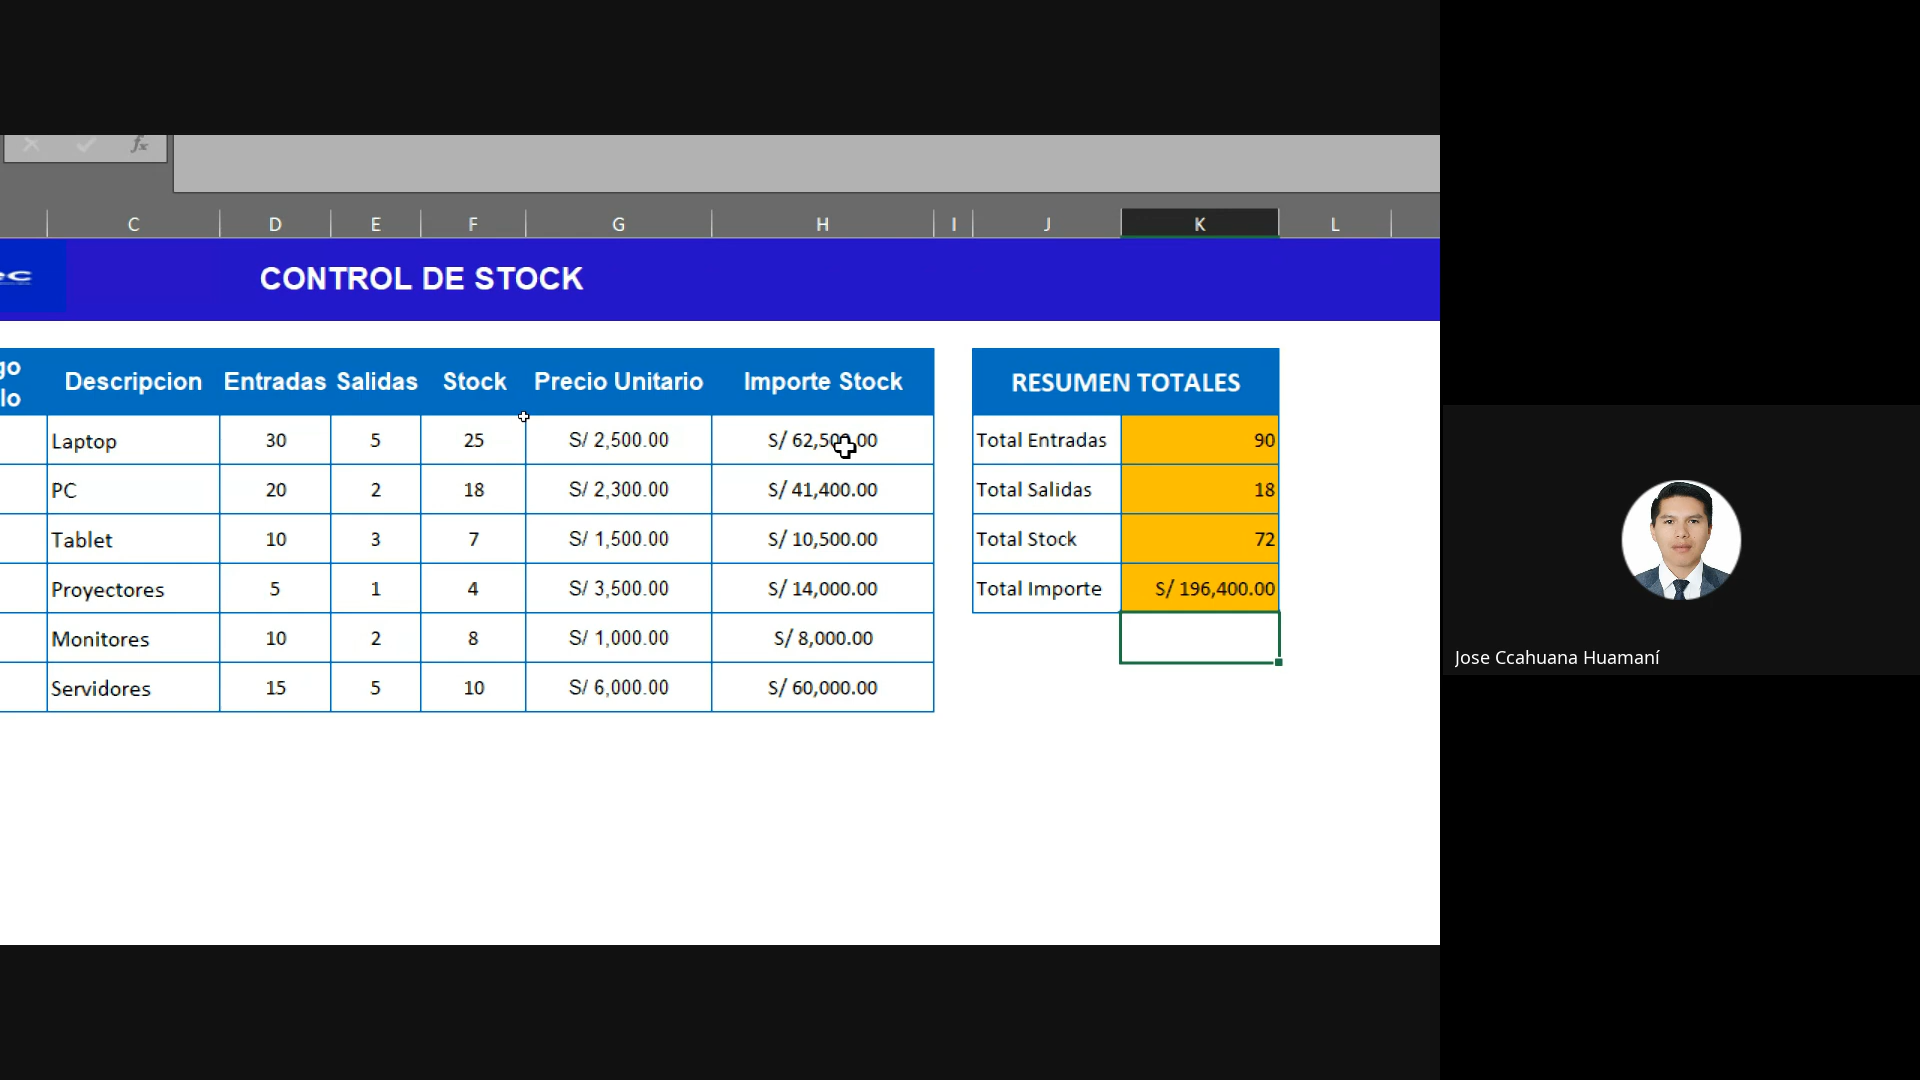 fx
C D E F G H I J K L
CONTROL DE STOCK
Descripcion Entradas Salidas Stock Precio Unitario Importe Stock
Laptop 30 5 25 S/ 2,500.00 S/ 62,500.00
PC 20 2 18 S/ 2,300.00 S/ 41,400.00
Tablet 10 3 7 S/ 1,500.00 S/ 10,500.00
Proyectores 5 1 4 S/ 3,500.00 S/ 14,000.00
Monitores 10 2 8 S/ 1,000.00 S/ 8,000.00
Servidores 15 5 10 S/ 6,000.00 S/ 60,000.00
RESUMEN TOTALES
Total Entradas 90
Total Salidas 18
Total Stock 72
Total Importe S/ 196,400.00
Jose Ccahuana Huamaní